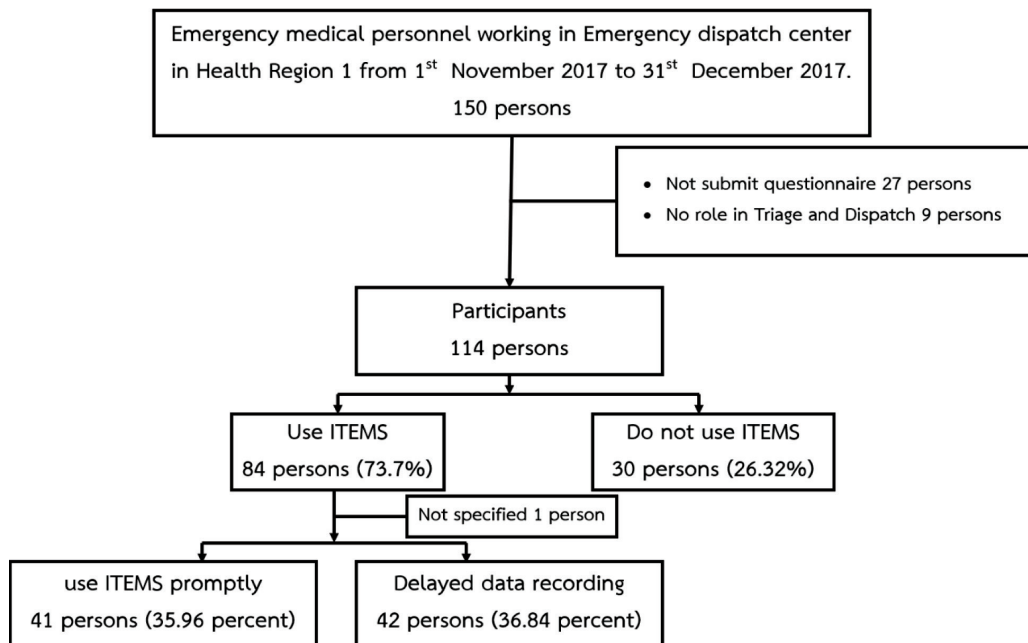 Emergency medical personnel working in Emergency dispatch center
in Health Region 1 from 1st November 2017 to 31st December 2017.
150 persons
• Not submit questionnaire 27 persons
• No role in Triage and Dispatch 9 persons
Participants
114 persons
Use ITEMS
84 persons (73.7%)
Do not use ITEMS
30 persons (26.32%)
Not specified 1 person
use ITEMS promptly
41 persons (35.96 percent)
Delayed data recording
42 persons (36.84 percent)